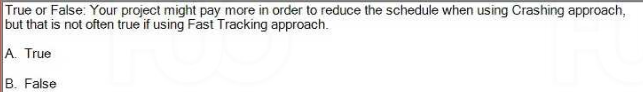 True or False: Your project might pay more in order to reduce the schedule when using Crashing approach,
but that is not often true if using Fast Tracking approach.
A. True
B. False